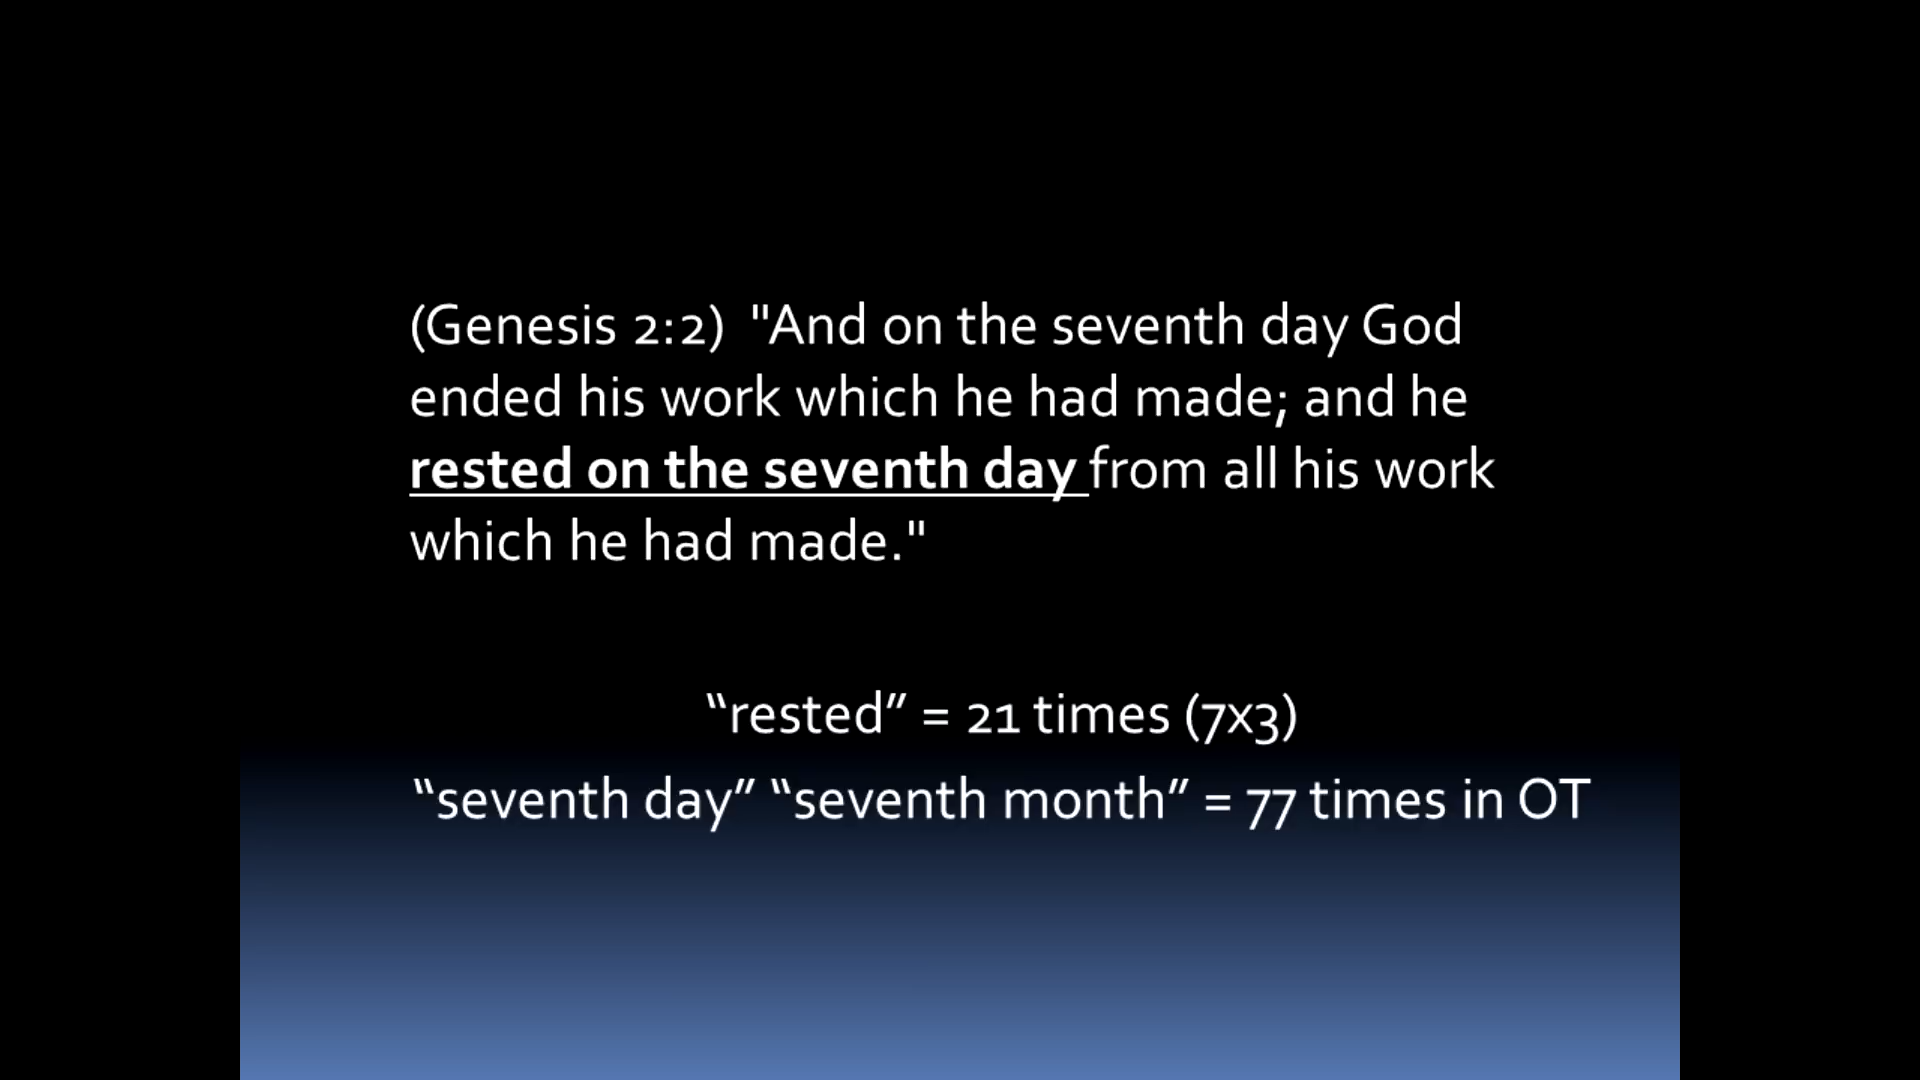 (Genesis 2:2)  "And on the seventh day God
ended his work which he had made; and he
rested on the seventh day from all his work
which he had made."
“rested” = 21 times (7x3)
“seventh day” “seventh month” = 77 times in OT